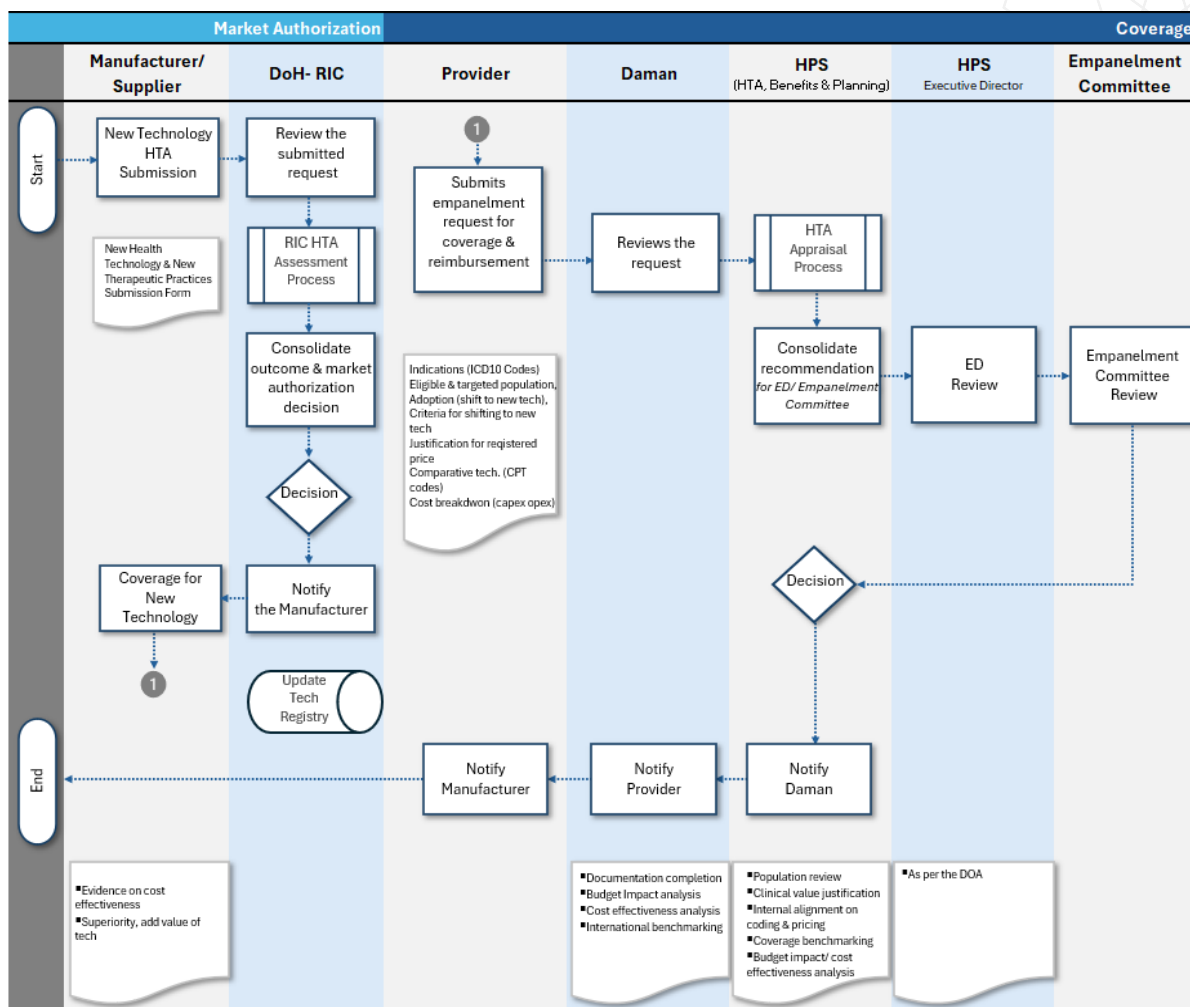 Market Authorization
Coverage
Manufacturer/
Supplier
DoH- RIC
Provider
Daman
HPS
(HTA, Benefits & Planning)
HPS
Executive Director
Empanelment
Committee
Start
New Technology
HTA
Submission
Review the
submitted
request
1
Submits
empanelment
request for
coverage &
reimbursement
Reviews the
request
HTA
Appraisal
Process
New Health
Technology & New
Therapeutic Practices
Submission Form
RIC HTA
Assessment
Process
Consolidate
outcome & market
authorization
decision
Indications (ICD10 Codes)
Eligible & targeted population,
Adoption (shift to new tech),
Criteria for shifting to new
tech
Justification for registered
price
Comparative tech. (CPT
codes)
Cost breakdwon (capex opex)
Consolidate
recommendation
for ED/ Empanelment
Committee
ED
Review
Empanelment
Committee
Review
Decision
Decision
Coverage for
New
Technology
Notify
the Manufacturer
1
Update
Tech
Registry
End
Notify
Manufacturer
Notify
Provider
Notify
Daman
▪Evidence on cost
effectiveness
▪Superiority, add value of
tech
▪Documentation completion
▪Budget Impact analysis
▪Cost effectiveness analysis
▪International benchmarking
▪Population review
▪Clinical value justification
▪Internal alignment on
coding & pricing
▪Coverage benchmarking
▪Budget impact/ cost
effectiveness analysis
▪As per the DOA